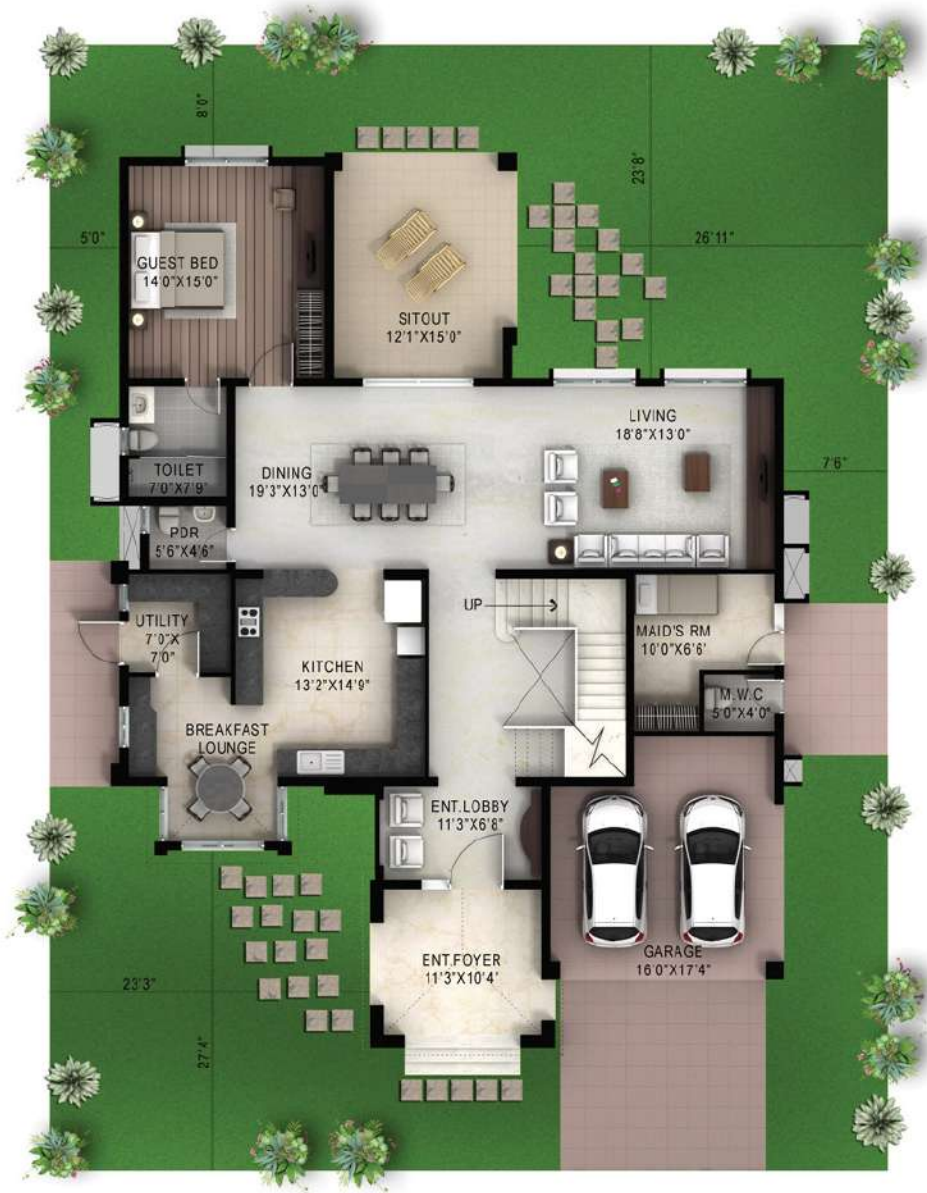 8'0"
23'8"
5'0"
26'11"
GUEST BED
14'0"X15'0"
SITOUT
12'1"X15'0"
LIVING
18'8"X13'0"
DINING
19'3"X13'0"
TOILET
7'0"X7'9"
7'6"
PDR
5'6"X4'6"
UP
UTILITY
7'0"X
7'0"
MAID'S RM
10'0"X6'6"
KITCHEN
13'2"X14'9"
M.W.C
5'0"X4'0"
BREAKFAST
LOUNGE
ENT.LOBBY
11'3"X6'8"
ENT.FOYER
11'3"X10'4"
GARAGE
16'0"X17'4"
23'3"
27'4"